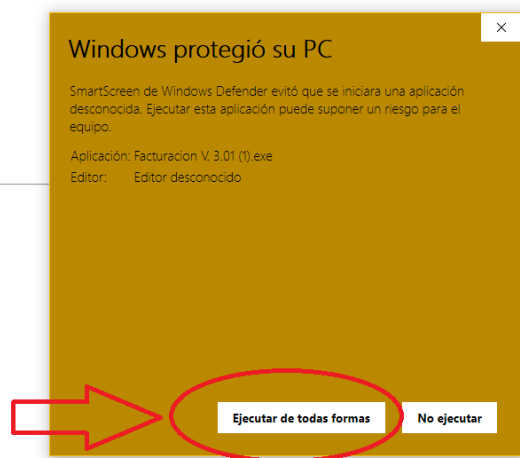 Windows protegió su PC
SmartScreen de Windows Defender evitó que se iniciara una aplicación
desconocida. Ejecutar esta aplicación puede suponer un riesgo para el
equipo.
Aplicación: Facturacion V. 3.01 (1).exe
Editor: Editor desconocido
Ejecutar de todas formas
No ejecutar